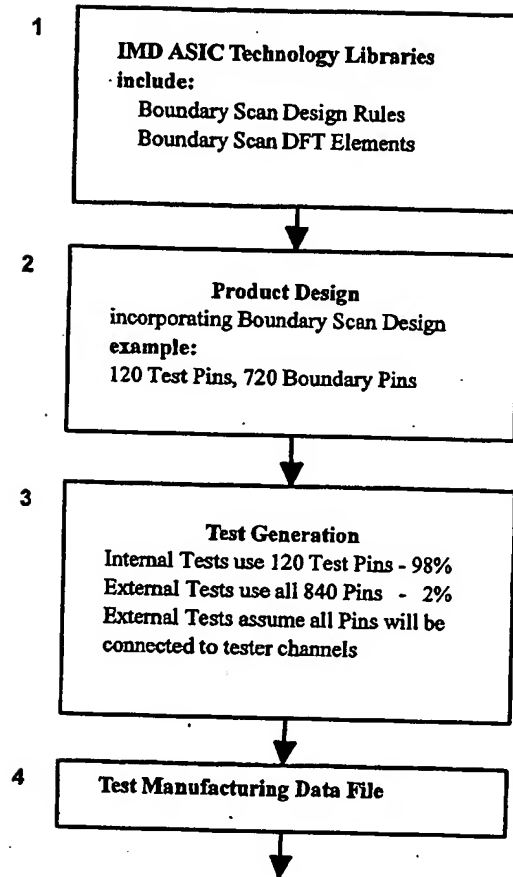 1
IMD ASIC Technology Libraries
include:
Boundary Scan Design Rules
Boundary Scan DFT Elements
2
Product Design
incorporating Boundary Scan Design
example:
120 Test Pins, 720 Boundary Pins
3
Test Generation
Internal Tests use 120 Test Pins - 98%
External Tests use all 840 Pins - 2%
External Tests assume all Pins will be
connected to tester channels
4
Test Manufacturing Data File